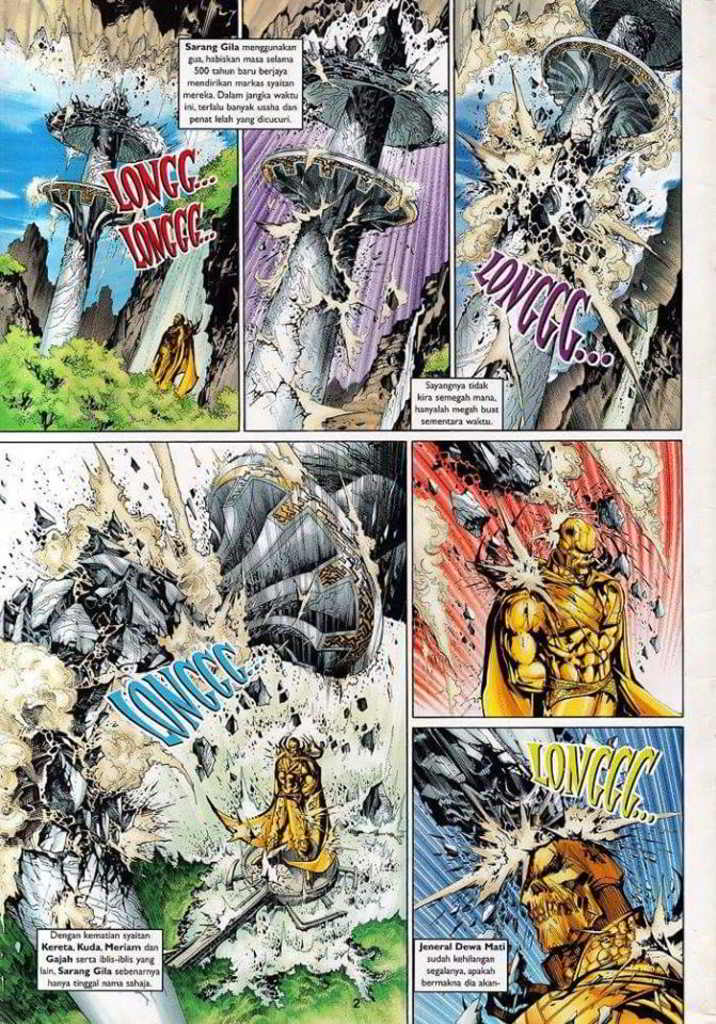 Sarang Gila menggunakan
gua, habiskan masa selama
500 tahun baru berjaya
mendirikan markas syaitan
mereka. Dalam jangka waktu
ini, terlalu banyak usaha dan
penat lelah yang dicucuri.
LONGG...
LONGGG...
LONGGG...
Sayangnya tidak
kira semegah mana,
hanyalah megah buat
sementara waktu.
LONGGG...
Dengan kematian syaitan
Kereta, Kuda, Meriam dan
Gajah serta iblis-iblis yang
lain, Sarang Gila sebenarnya
hanya tinggal nama sahaja.
LONGGG...
Jeneral Dewa Mati
sudah kehilangan
segalanya, apakah
bermakna dia akan-
2